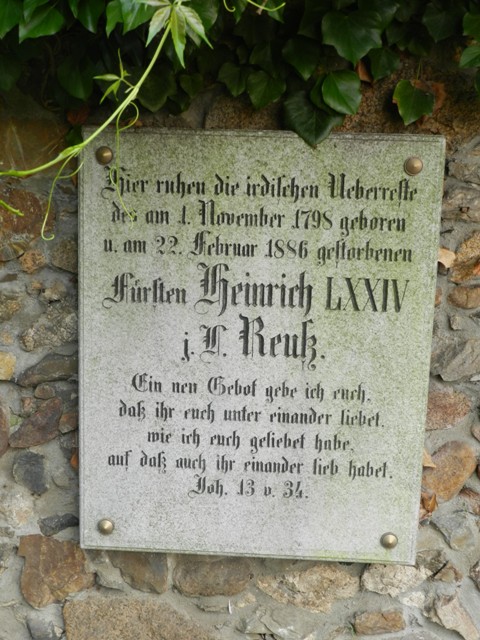 Hier ruhen die irdischen Ueberreste
des am 1. November 1798 geboren
u. am 22. Februar 1886 gestorbenen
Fürsten Heinrich LXXIV
j. L. Reuß.
Ein neu Gebot gebe ich euch,
daß ihr euch unter einander liebet,
wie ich euch geliebet habe,
auf daß auch ihr einander lieb habet.
Joh. 13 v. 34.